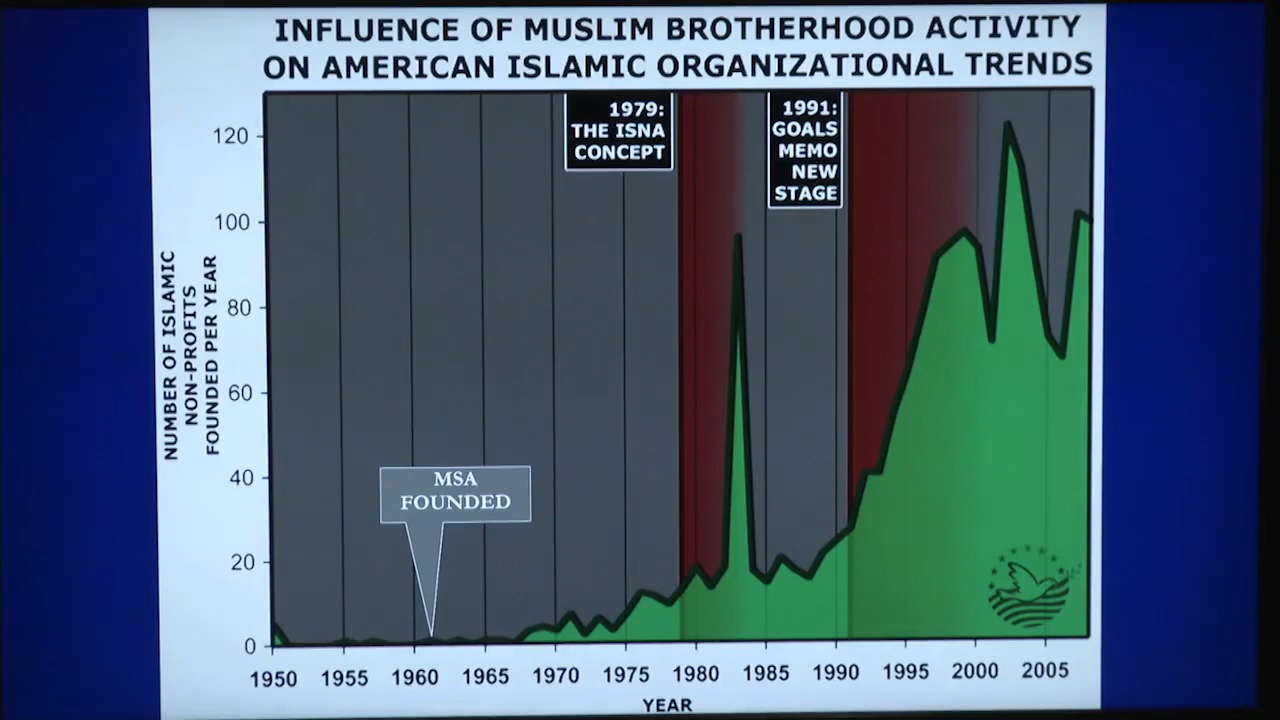 INFLUENCE OF MUSLIM BROTHERHOOD ACTIVITY
ON AMERICAN ISLAMIC ORGANIZATIONAL TRENDS
1979:
THE ISNA
CONCEPT
1991:
GOALS
MEMO
NEW
STAGE
NUMBER OF ISLAMIC
NON-PROFITS
FOUNDED PER YEAR
120
100
80
60
40
20
0
MSA
FOUNDED
1950 1955 1960 1965 1970 1975 1980 1985 1990 1995 2000 2005
YEAR